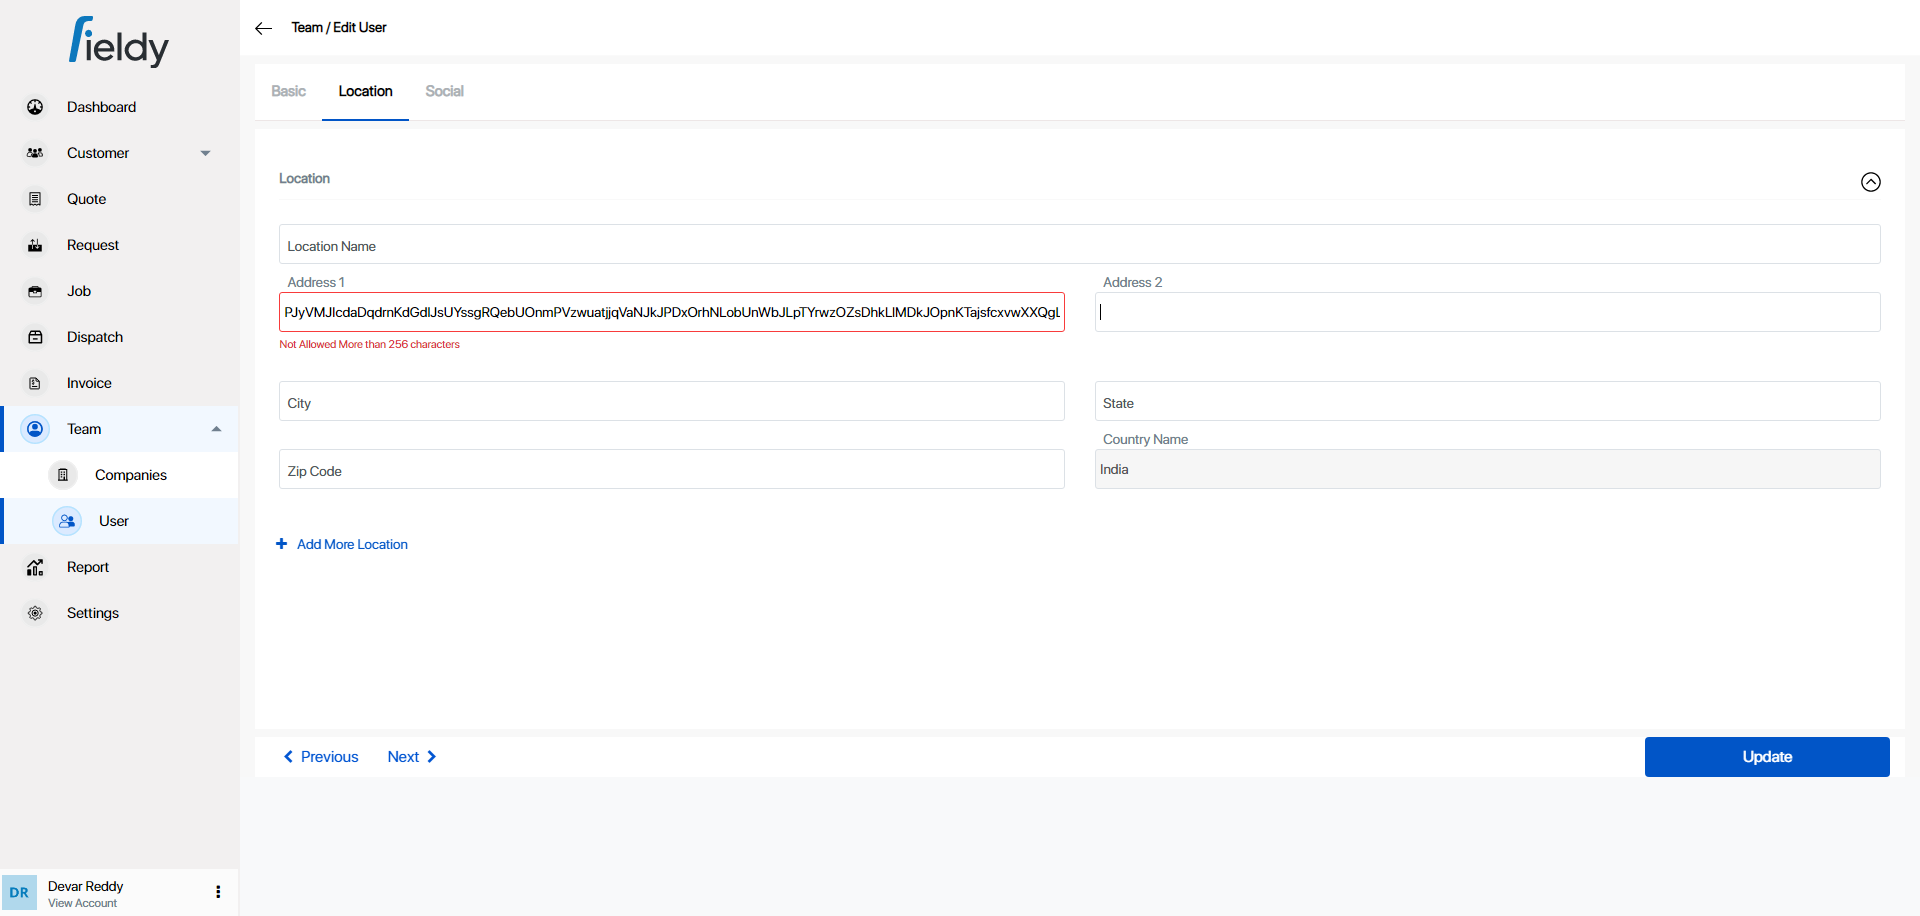 fieldy
Team / Edit User
Basic
Location
Social
Dashboard
Customer
Quote
Request
Job
Dispatch
Invoice
Team
Companies
User
Report
Settings
Location
Location Name
Address 1
Address 2
Not Allowed More than 256 characters
City
State
Country Name
Zip Code
India
Add More Location
Previous
Next
Update
DR
Devar Reddy
View Account